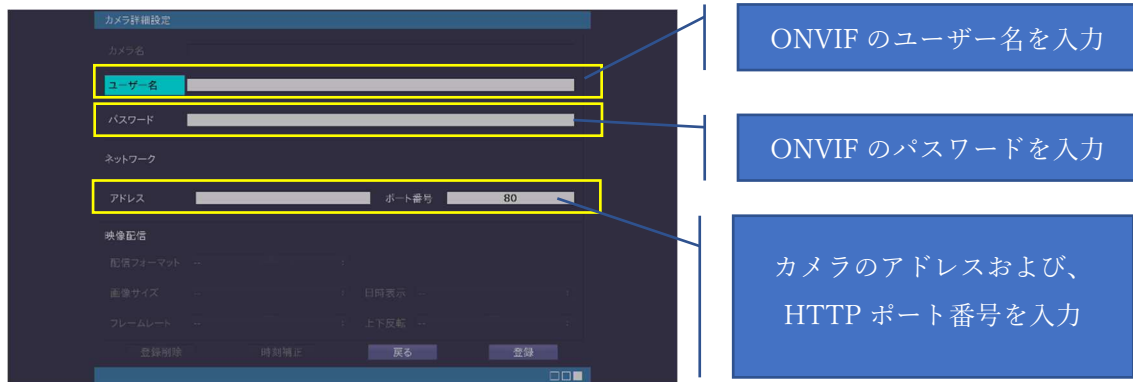 カメラ詳細設定
カメラ名
ユーザー名
パスワード
ネットワーク
アドレス ポート番号 80
映像配信
配信フォーマット --
画像サイズ -- 日時表示 --
フレームレート -- 上下反転 --
登録削除 時刻補正 戻る 登録
ONVIF のユーザー名を入力
ONVIF のパスワードを入力
カメラのアドレスおよび、
HTTP ポート番号を入力